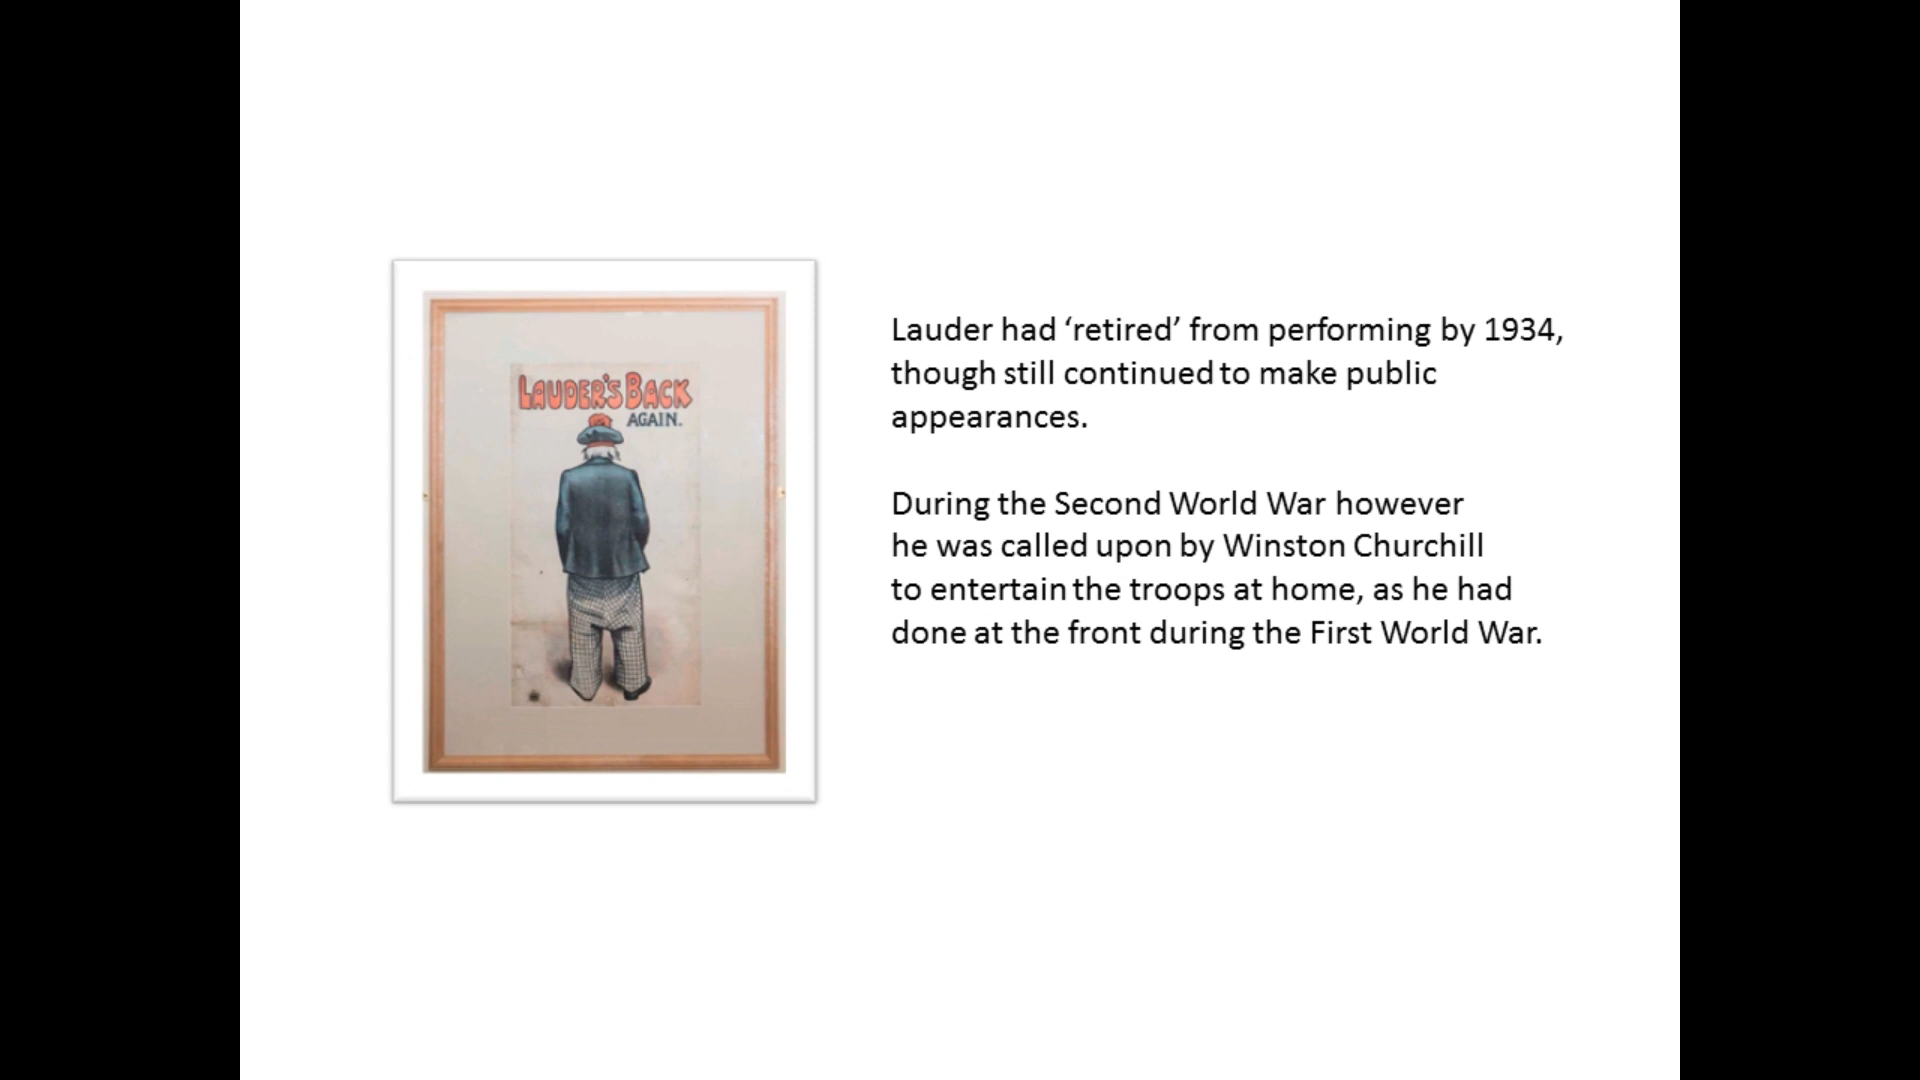 LAUDER'S BACK
AGAIN.
Lauder had ‘retired’ from performing by 1934,
though still continued to make public
appearances.
During the Second World War however
he was called upon by Winston Churchill
to entertain the troops at home, as he had
done at the front during the First World War.